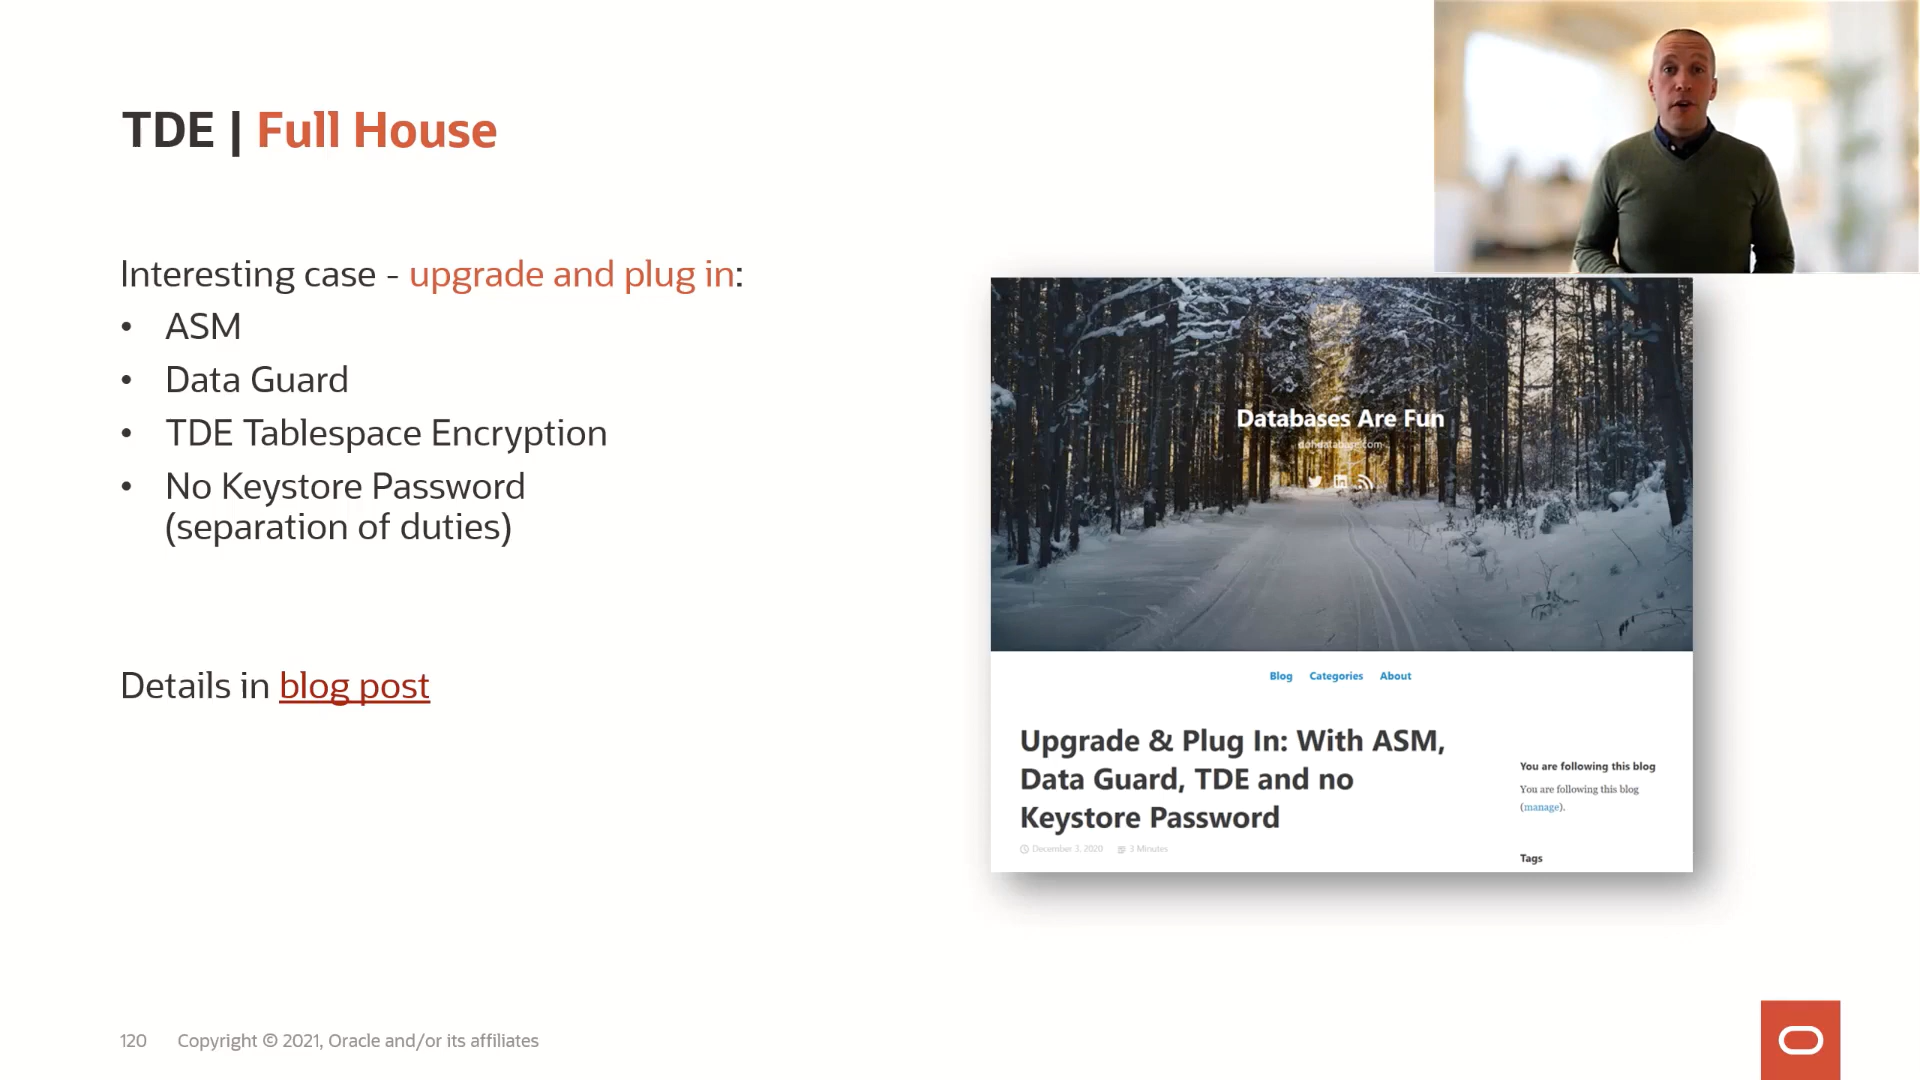 TDE | Full House
Interesting case - upgrade and plug in:
• ASM
• Data Guard
• TDE Tablespace Encryption
• No Keystore Password
(separation of duties)
Details in blog post
Databases Are Fun
dohdatabase.com
Blog Categories About
Upgrade & Plug In: With ASM,
Data Guard, TDE and no
Keystore Password
December 3, 2020 3 Minutes
You are following this blog
You are following this blog
(manage).
Tags
120 Copyright © 2021, Oracle and/or its affiliates